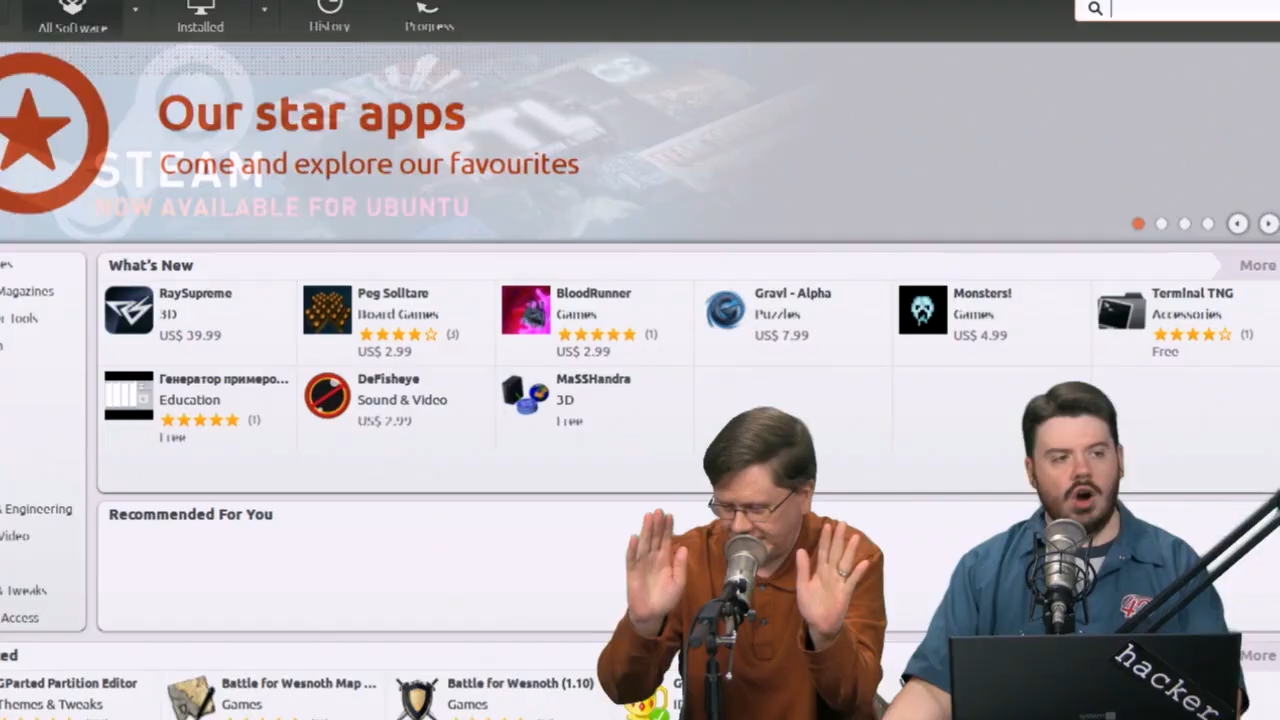 All Software
Installed
History
Progress
Our star apps
Come and explore our favourites
STEAM
NOW AVAILABLE FOR UBUNTU
What's New
More
RaySupreme
3D
US$ 39.99
Peg Solitare
Board Games
(3)
US$ 2.99
BloodRunner
Games
(1)
US$ 2.99
Gravi - Alpha
Puzzles
US$ 7.99
Monsters!
Games
US$ 4.99
Terminal TNG
Accessories
(1)
Free
Генератор примеро...
Education
(1)
Free
DeFisheye
Sound & Video
US$ 2.99
MaSSHandra
3D
Free
Magazines
Tools
Engineering
Video
& Tweaks
Access
Recommended For You
More
GParted Partition Editor
Themes & Tweaks
Battle for Wesnoth Map ...
Games
Battle for Wesnoth (1.10)
Games
hacker